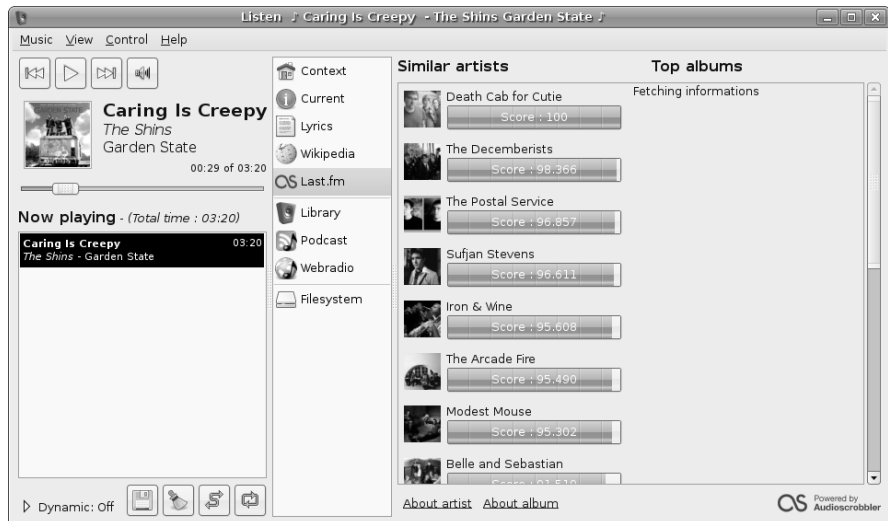 Listen ♪ Caring Is Creepy - The Shins Garden State ♪
Music View Control Help
Caring Is Creepy
The Shins
Garden State
00:29 of 03:20
Now playing - (Total time : 03:20)
Caring Is Creepy 03:20
The Shins - Garden State
Dynamic: Off
Context
Current
Lyrics
Wikipedia
Last.fm
Library
Podcast
Webradio
Filesystem
Similar artists
Death Cab for Cutie
Score : 100
The Decemberists
Score : 98.366
The Postal Service
Score : 96.857
Sufjan Stevens
Score : 96.611
Iron & Wine
Score : 95.608
The Arcade Fire
Score : 95.490
Modest Mouse
Score : 95.302
Belle and Sebastian
Top albums
Fetching informations
About artist About album
Powered by
Audioscrobbler